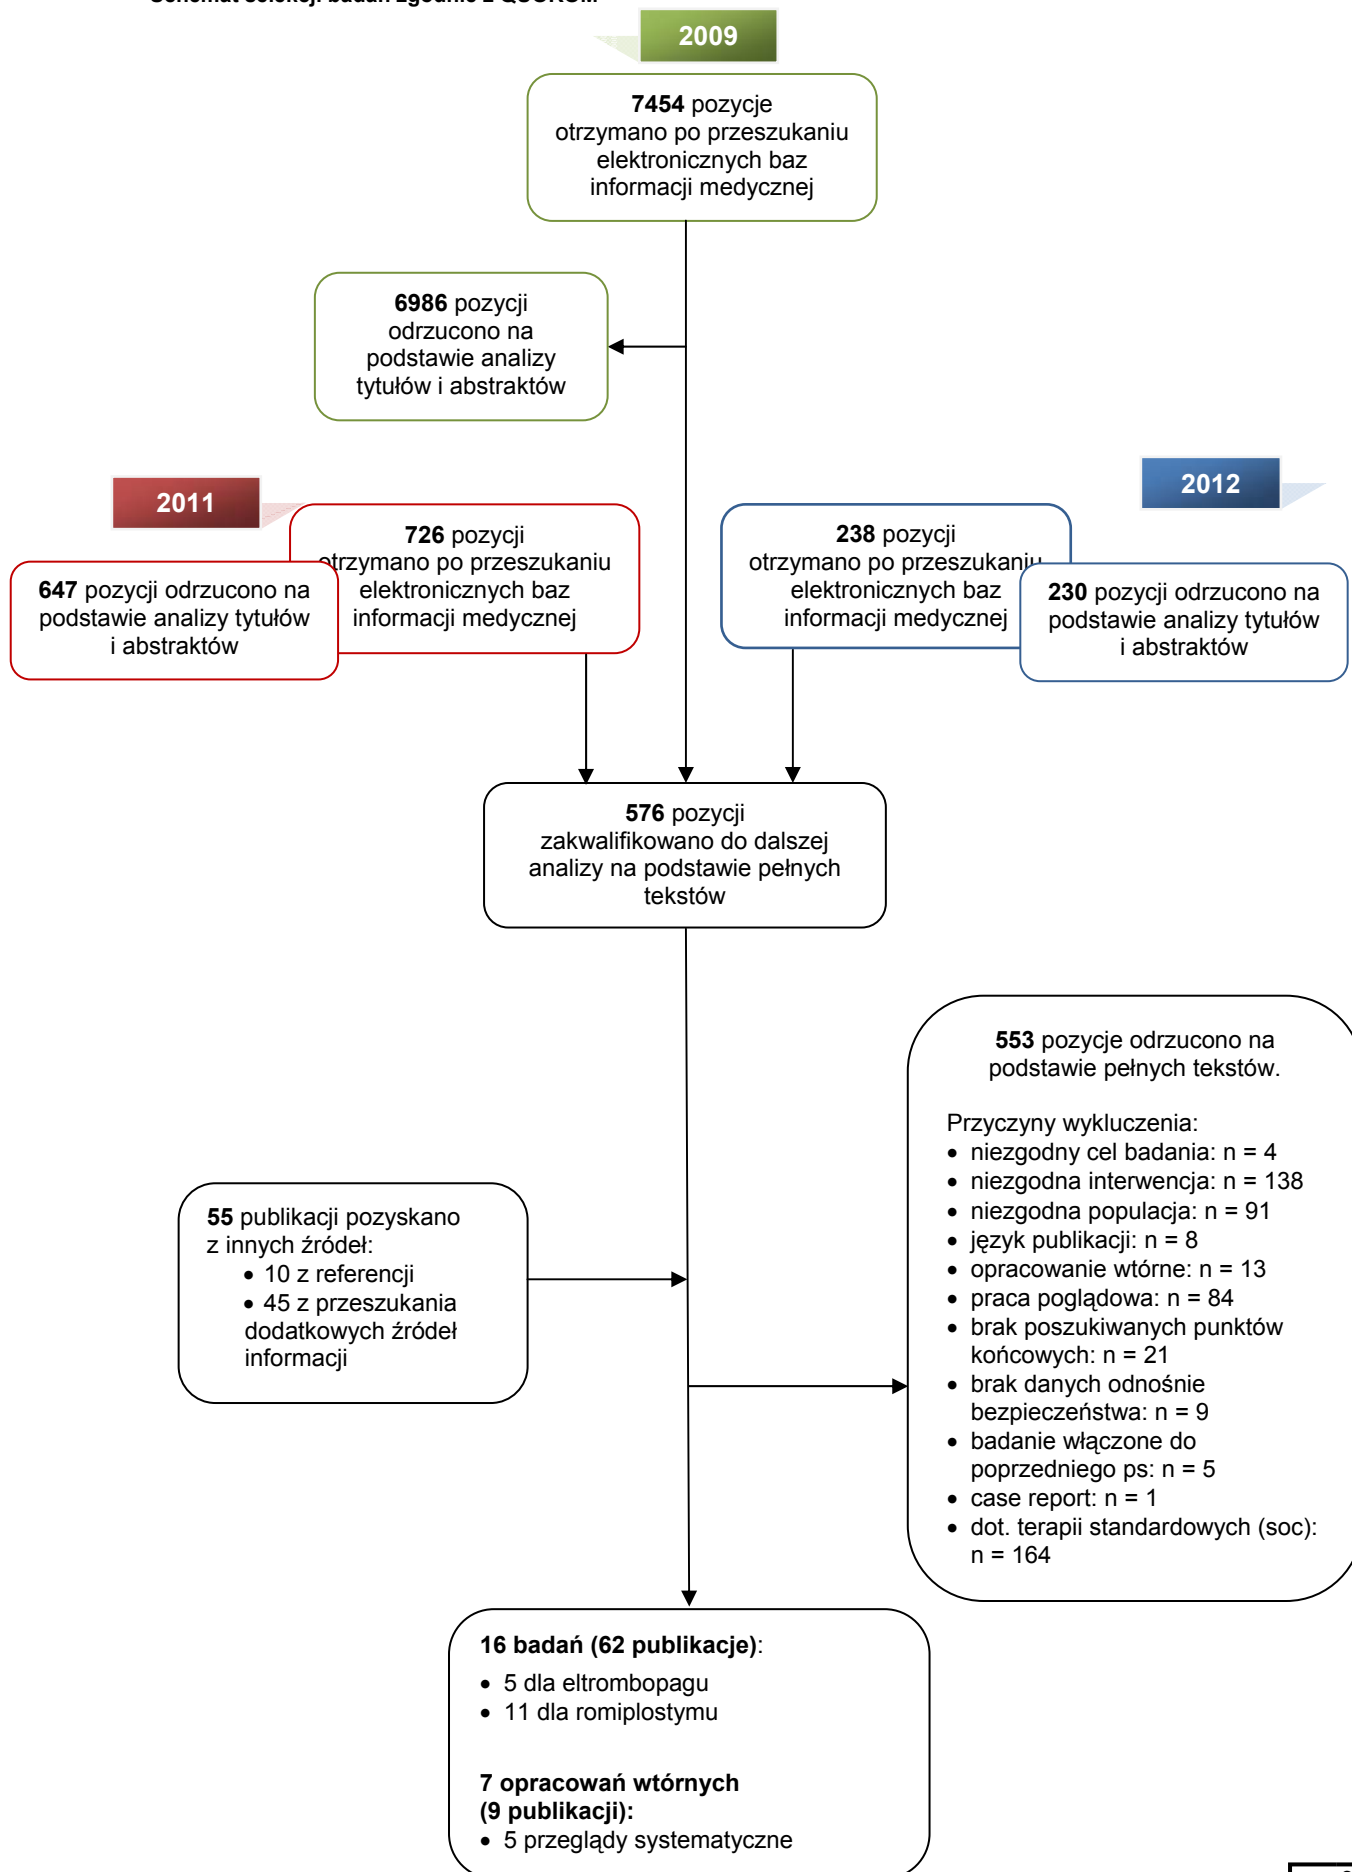 2009
7454 pozycje
otrzymano po przeszukaniu
elektronicznych baz
informacji medycznej
6986 pozycji
odrzucono na
podstawie analizy
tytułów i abstraktów
2011
726 pozycji
otrzymano po przeszukaniu
elektronicznych baz
informacji medycznej
647 pozycji odrzucono na
podstawie analizy tytułów
i abstraktów
2012
238 pozycji
otrzymano po przeszukaniu
elektronicznych baz
informacji medycznej
230 pozycji odrzucono na
podstawie analizy tytułów
i abstraktów
576 pozycji
zakwalifikowano do dalszej
analizy na podstawie pełnych
tekstów
553 pozycje odrzucono na
podstawie pełnych tekstów.
Przyczyny wykluczenia:
• niezgodny cel badania: n = 4
• niezgodna interwencja: n = 138
• niezgodna populacja: n = 91
• język publikacji: n = 8
• opracowanie wtórne: n = 13
• praca poglądowa: n = 84
• brak poszukiwanych punktów
końcowych: n = 21
• brak danych odnośnie
bezpieczeństwa: n = 9
• badanie włączone do
poprzedniego ps: n = 5
• case report: n = 1
• dot. terapii standardowych (soc):
n = 164
55 publikacji pozyskano
z innych źródeł:
• 10 z referencji
• 45 z przeszukania
dodatkowych źródeł
informacji
16 badań (62 publikacje):
• 5 dla eltrombopagu
• 11 dla romiplostymu
7 opracowań wtórnych
(9 publikacji):
• 5 przeglądy systematyczne